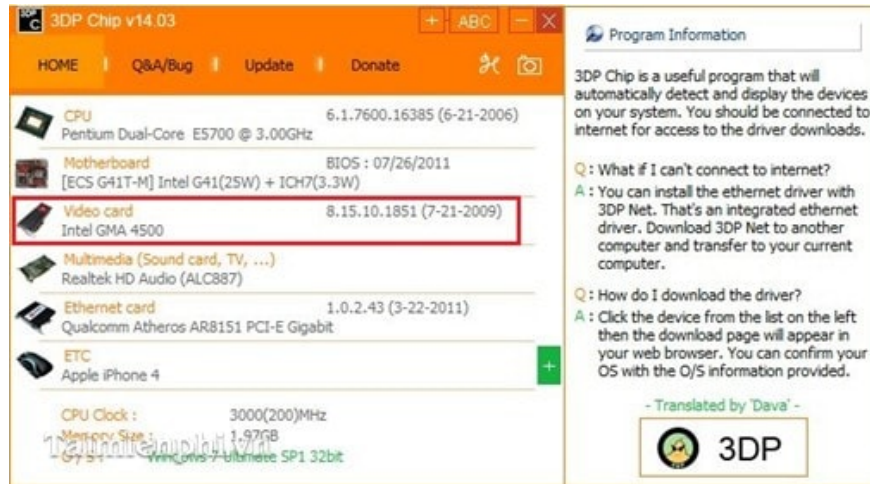 3DP Chip v14.03
+ ABC
HOME
Q&A/Bug
Update
Donate
CPU 6.1.7600.16385 (6-21-2006)
Pentium Dual-Core E5700 @ 3.00GHz
Motherboard BIOS : 07/26/2011
[ECS G41T-M] Intel G41(25W) + ICH7(3.3W)
Video card 8.15.10.1851 (7-21-2009)
Intel GMA 4500
Multimedia (Sound card, TV, ...)
Realtek HD Audio (ALC887)
Ethernet card 1.0.2.43 (3-22-2011)
Qualcomm Atheros AR8151 PCI-E Gigabit
ETC
Apple iPhone 4
+
CPU Clock : 3000(200)MHz
Memory Size : 1.97GB
Windows 7 Ultimate SP1 32bit
Taimienphi.vn
Program Information
3DP Chip is a useful program that will
automatically detect and display the devices
on your system. You should be connected to
internet for access to the driver downloads.
Q : What if I can't connect to internet?
A : You can install the ethernet driver with
3DP Net. That's an integrated ethernet
driver. Download 3DP Net to another
computer and transfer to your current
computer.
Q : How do I download the driver?
A : Click the device from the list on the left
then the download page will appear in
your web browser. You can confirm your
OS with the O/S information provided.
- Translated by 'Dava' -
3DP